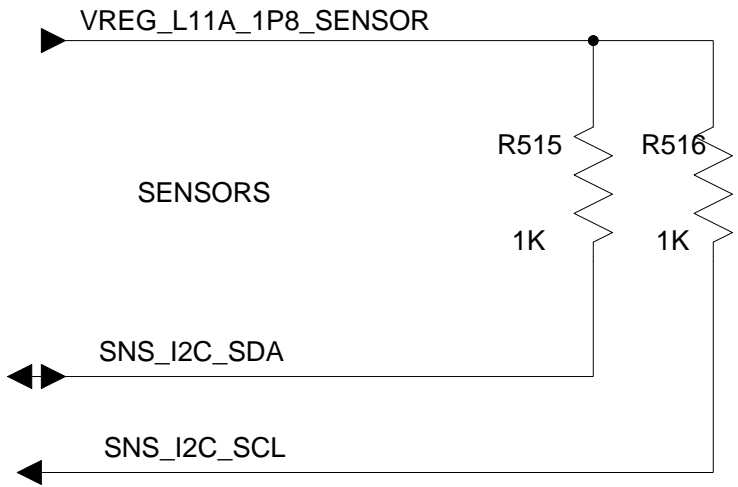 VREG_L11A_1P8_SENSOR
R515
R516
SENSORS
1K
1K
SNS_I2C_SDA
SNS_I2C_SCL